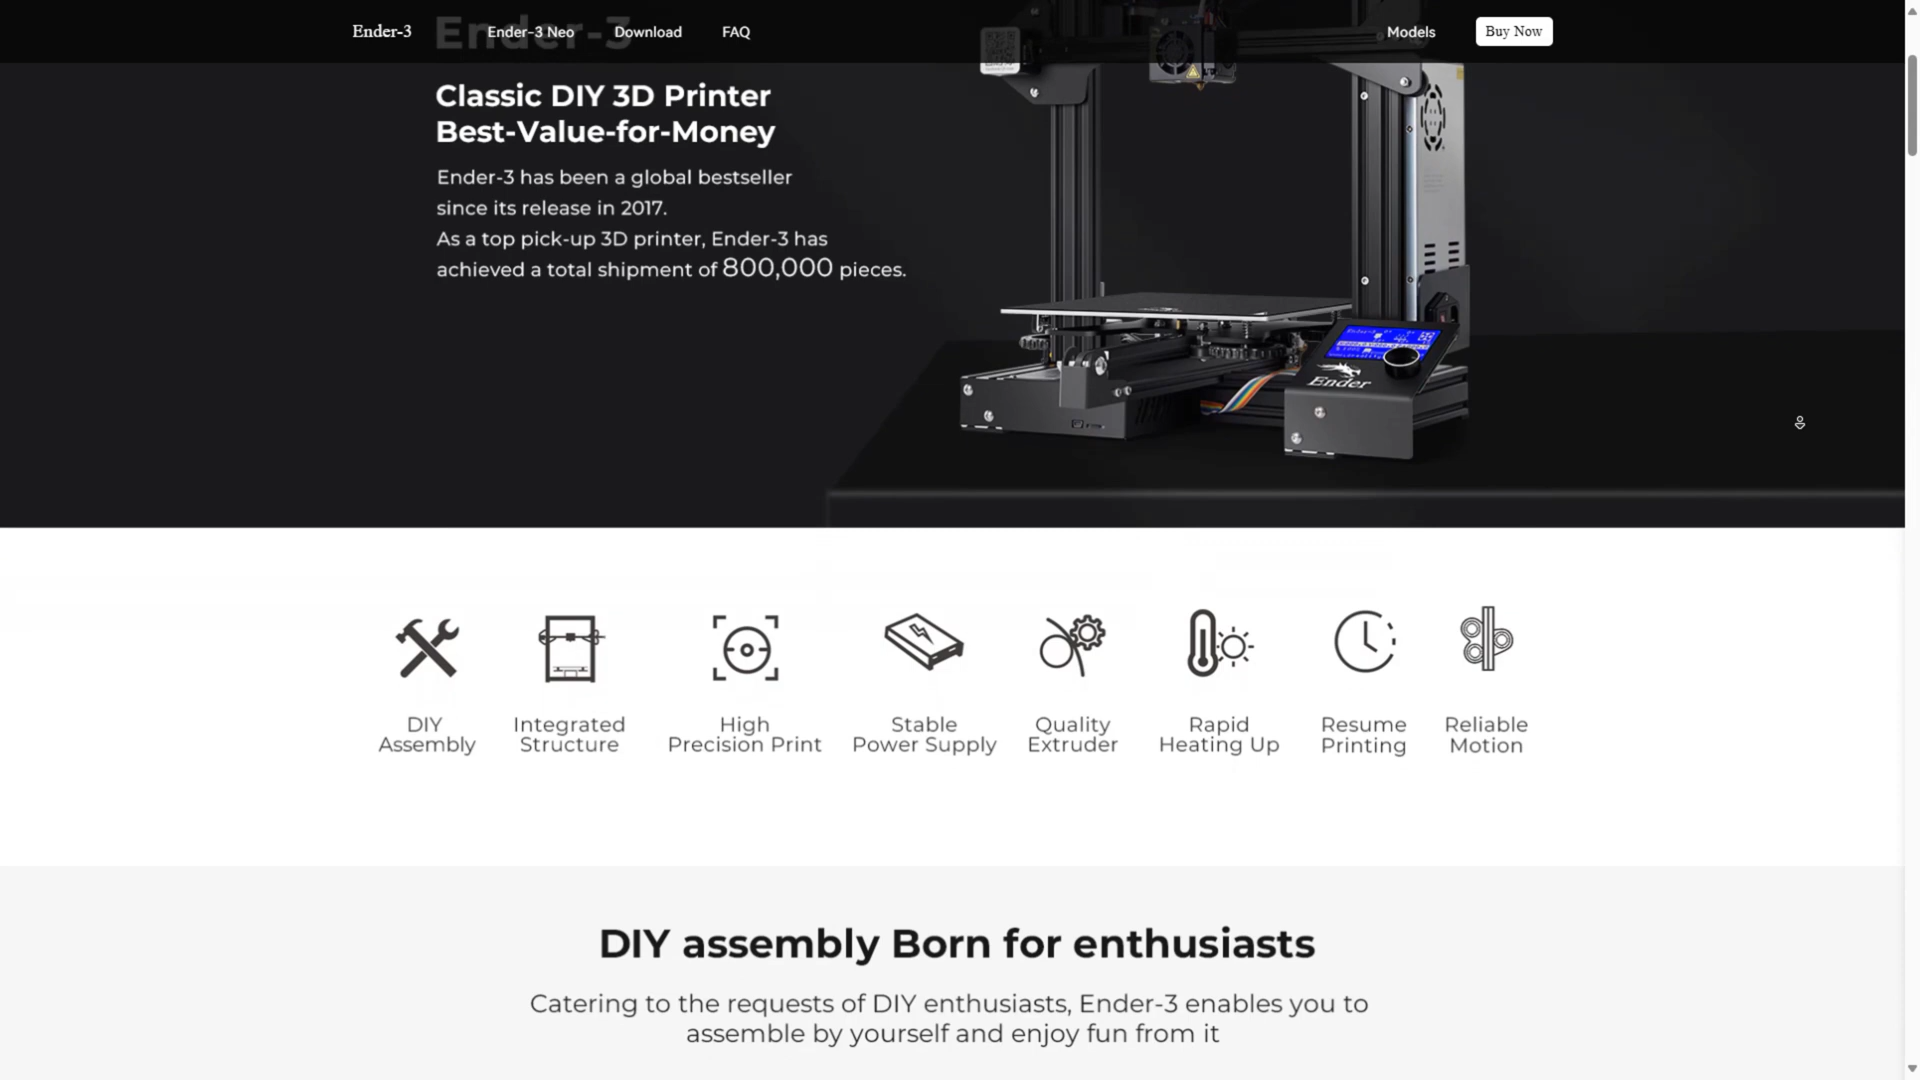 Ender-3
Ender-3
Ender-3 Neo
Download
FAQ
Models
Buy Now
Classic DIY 3D Printer
Best-Value-for-Money
Ender-3 has been a global bestseller
since its release in 2017.
As a top pick-up 3D printer, Ender-3 has
achieved a total shipment of 800,000 pieces.
Ender
DIY
Assembly
Integrated
Structure
High
Precision Print
Stable
Power Supply
Quality
Extruder
Rapid
Heating Up
Resume
Printing
Reliable
Motion
DIY assembly Born for enthusiasts
Catering to the requests of DIY enthusiasts, Ender-3 enables you to
assemble by yourself and enjoy fun from it